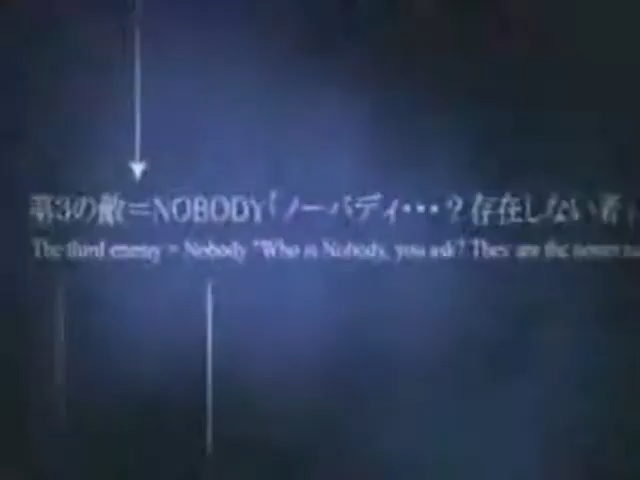 第3の敵=NOBODY「ノーバディ・・・？存在しない者」
The third enemy = Nobody "Who is Nobody, you ask? They are the